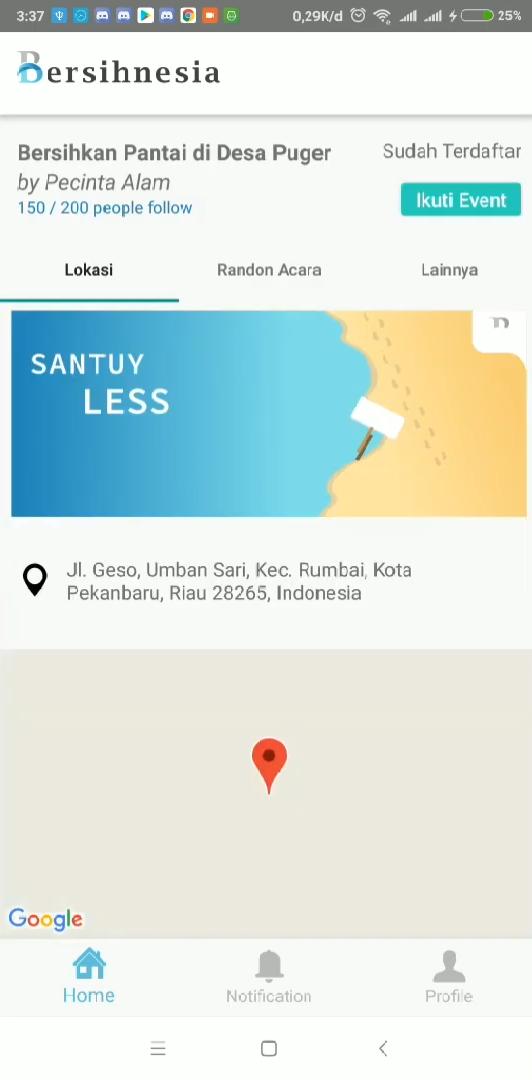 3:37 0,29K/d 25%
Bersihnesia
Bersihkan Pantai di Desa Puger
Sudah Terdaftar
by Pecinta Alam
150 / 200 people follow
Ikuti Event
Lokasi Randon Acara Lainnya
SANTUY
LESS
Jl. Geso, Umban Sari, Kec. Rumbai, Kota
Pekanbaru, Riau 28265, Indonesia
Google
Home Notification Profile